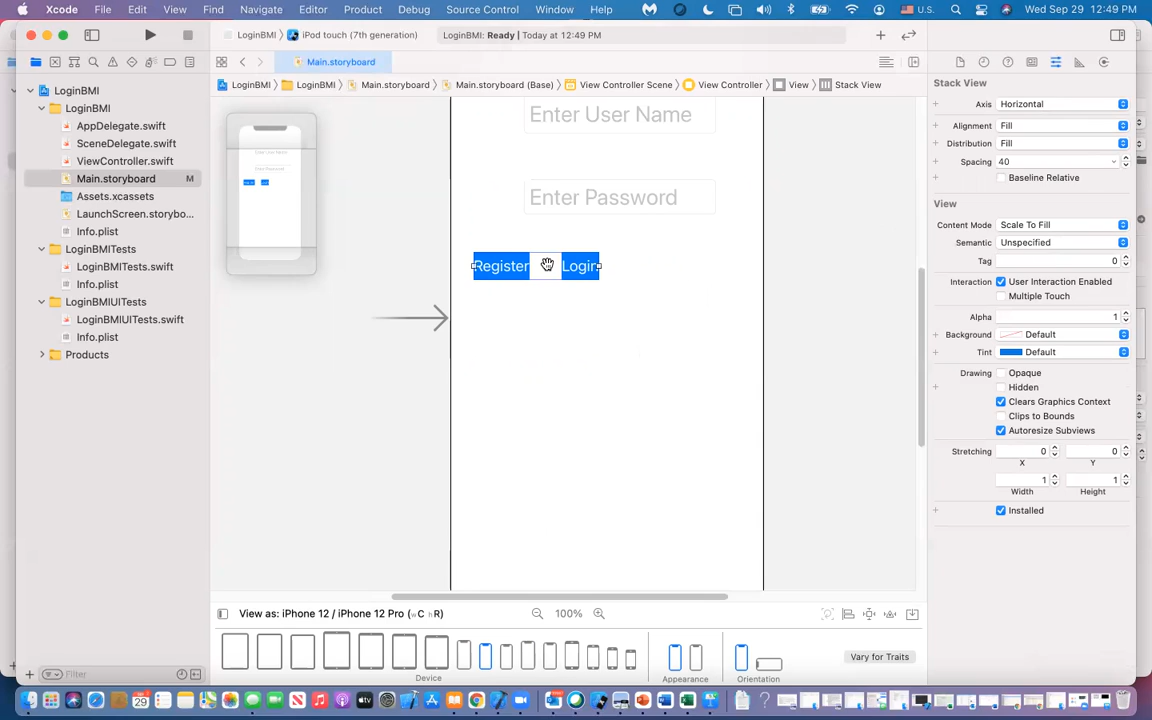 Xcode File Edit View Find Navigate Editor Product Debug Source Control Window Help U.S. Wed Sep 29 12:49 PM
LoginBMI iPod touch (7th generation) LoginBMI: Ready | Today at 12:49 PM
Main.storyboard
LoginBMI LoginBMI Main.storyboard Main.storyboard (Base) View Controller Scene View Controller View Stack View
LoginBMI
LoginBMI
AppDelegate.swift
SceneDelegate.swift
ViewController.swift
Main.storyboard M
Assets.xcassets
LaunchScreen.storybo...
Info.plist
LoginBMITests
LoginBMITests.swift
Info.plist
LoginBMIUITests
LoginBMIUITests.swift
Info.plist
Products
Filter
Enter User Name
Enter Password
Register Login
View as: iPhone 12 / iPhone 12 Pro (wC hR)
100%
Device
Appearance
Orientation
Vary for Traits
Stack View
Axis Horizontal
Alignment Fill
Distribution Fill
Spacing 40
Baseline Relative
View
Content Mode Scale To Fill
Semantic Unspecified
Tag 0
Interaction User Interaction Enabled
Multiple Touch
Alpha 1
Background Default
Tint Default
Drawing Opaque
Hidden
Clears Graphics Context
Clips to Bounds
Autoresize Subviews
Stretching 0 0
X Y
1 1
Width Height
Installed